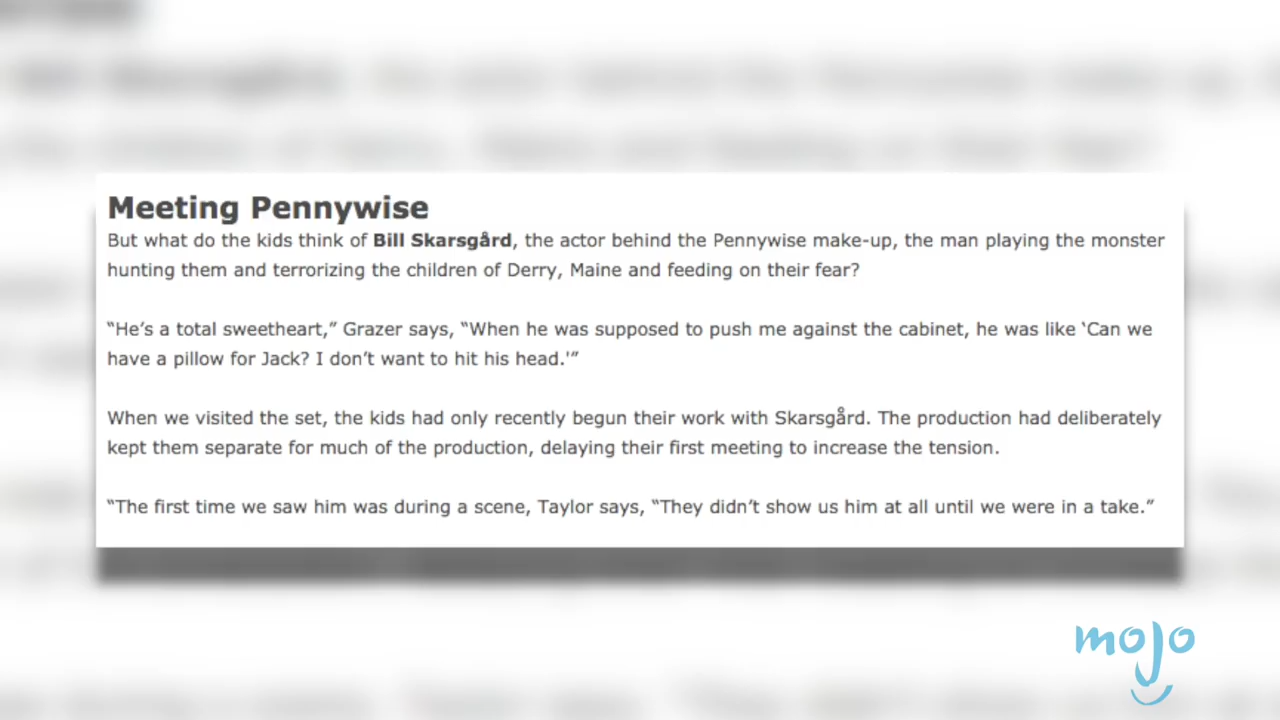 Meeting Pennywise
But what do the kids think of Bill Skarsgård, the actor behind the Pennywise make-up, the man playing the monster
hunting them and terrorizing the children of Derry, Maine and feeding on their fear?
“He’s a total sweetheart,” Grazer says, “When he was supposed to push me against the cabinet, he was like ‘Can we
have a pillow for Jack? I don’t want to hit his head.'”
When we visited the set, the kids had only recently begun their work with Skarsgård. The production had deliberately
kept them separate for much of the production, delaying their first meeting to increase the tension.
“The first time we saw him was during a scene, Taylor says, “They didn’t show us him at all until we were in a take.”
mojo